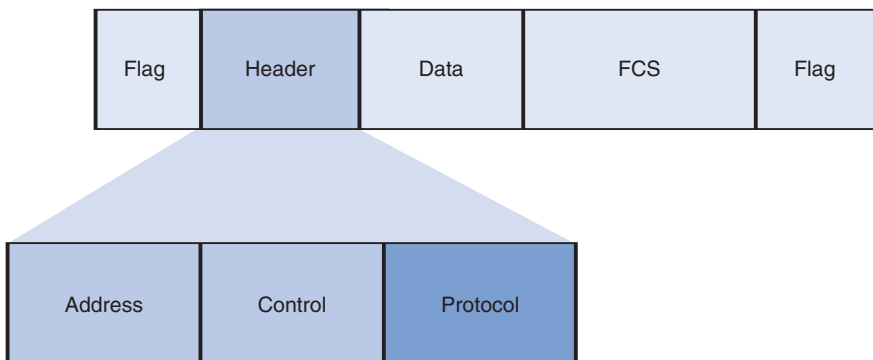 Flag Header Data FCS Flag
Address Control Protocol